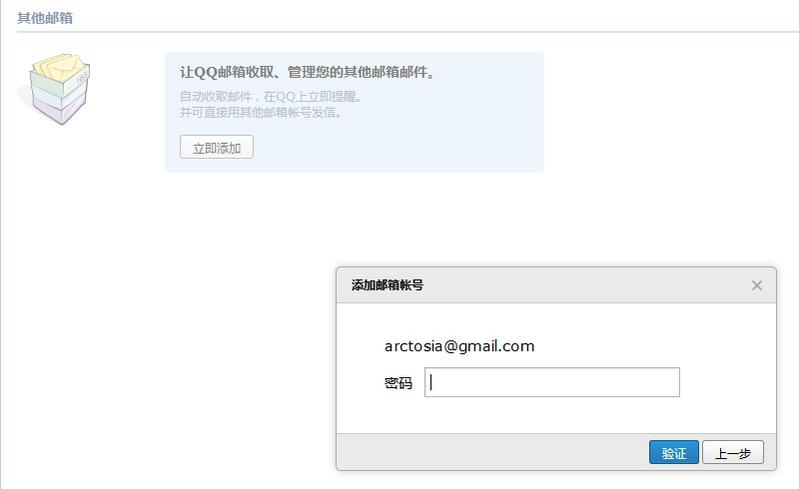 其他邮箱
让QQ邮箱收取、管理您的其他邮箱邮件。
自动收取邮件，在QQ上立即提醒。
并可直接用其他邮箱帐号发信。
立即添加
添加邮箱帐号
arctosia@gmail.com
密码
验证 上一步